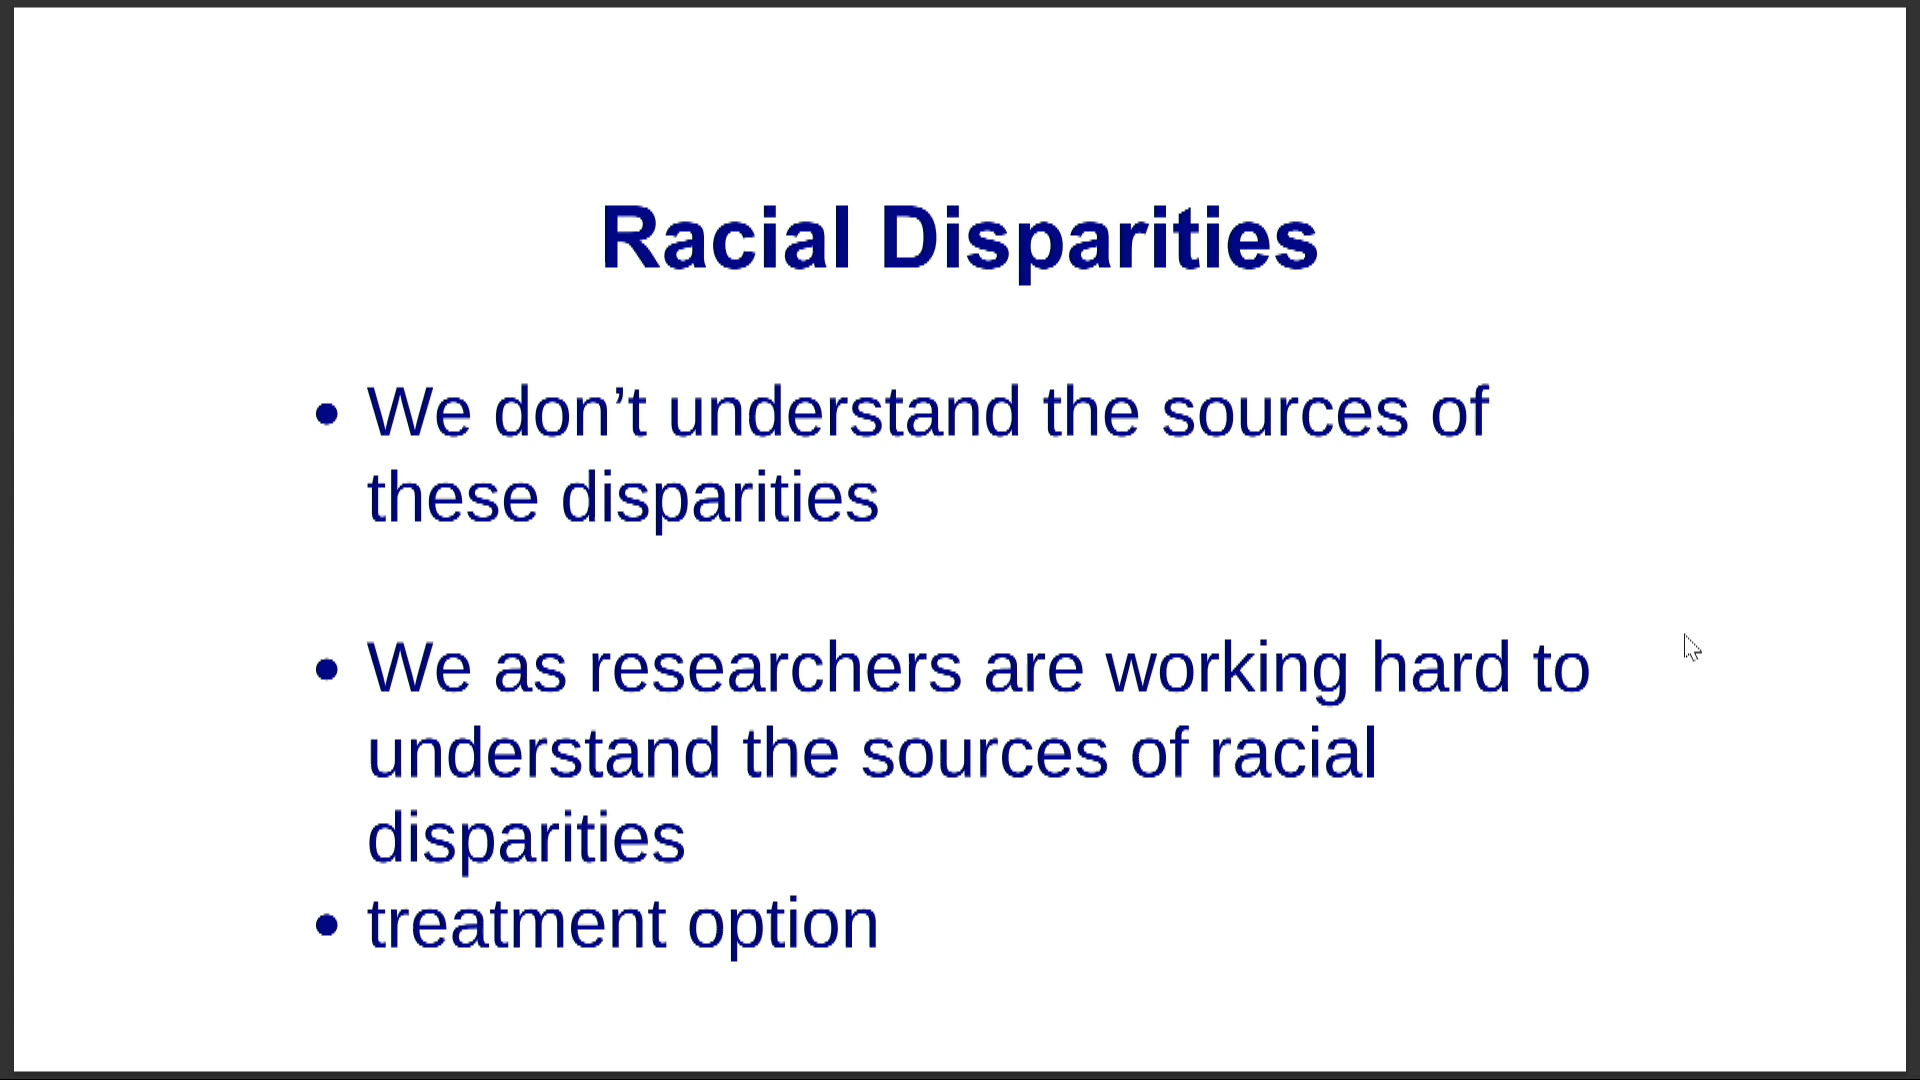 Racial Disparities
• We don’t understand the sources of
these disparities
• We as researchers are working hard to
understand the sources of racial
disparities
• treatment option